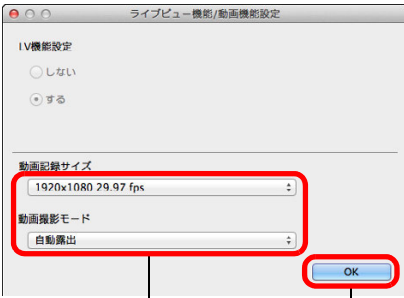 ライブビュー機能/動画機能設定
LV機能設定
しない
する
動画記録サイズ
1920x1080 29.97 fps
動画撮影モード
自動露出
OK